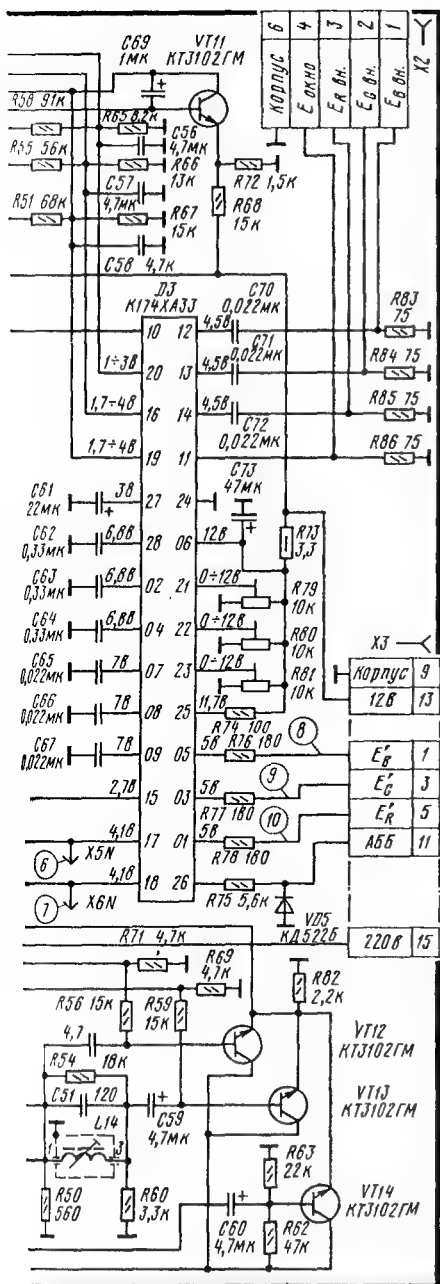 C69
1МК
VT11
КТ3102ГМ
6 Корпус
4 E ОКНО
3 E_R ВН.
2 E_G ВН.
1 E_B ВН.
X2
R58 91К
R65 8,2К
C56
4,7МК
R55 56К
R66
13К
C57
4,7МК
R51 68К
R67
15К
C58 4,7К
R72 1,5К
R68
15К
D3
К174ХА33
C70
0,022МК
R83
75
10 12 4,5В
C71
0,022МК
R84 75
20 13 4,5В
1÷3В
R85 75
16 14 4,5В
1,7÷4В
C72
0,022МК
R86 75
19 11
1,7÷4В
C73
47МК
C61
22МК
3В 27 24
R73
3,3
C62
0,33МК
6,8В 28 06 12В
C63
0,33МК
6,8В 02 21 0÷12В
R79
10К
C64
0,33МК
6,8В 04 22 0÷12В
R80
10К
C65
0,022МК
7В 07 23 0÷12В
R81
10К
X3
Корпус 9
12В 13
C66
0,022МК
7В 08 25 11,7В
R74 100
C67
0,022МК
7В 09 05 5В
R76 180
8
E'B 1
2,7В 15 03 5В
R77 180
9
E'G 3
4,1В 17 01 5В
R78 180
10
E'R 5
6 X5N
4,1В 18 26
R75 5,6К
АББ 11
7 X6N
VD5
КД522Б
R71 4,7К
220В 15
R69
4,7К
R82
2,2К
R56 15К
R59
15К
VT12
КТ3102ГМ
4,7
R54
18К
C51 120
C59
4,7МК
VT13
КТ3102ГМ
L14
1 3
R63
22К
R50
560
R60
3,3К
C60
4,7МК
R62
47К
VT14
КТ3102ГМ